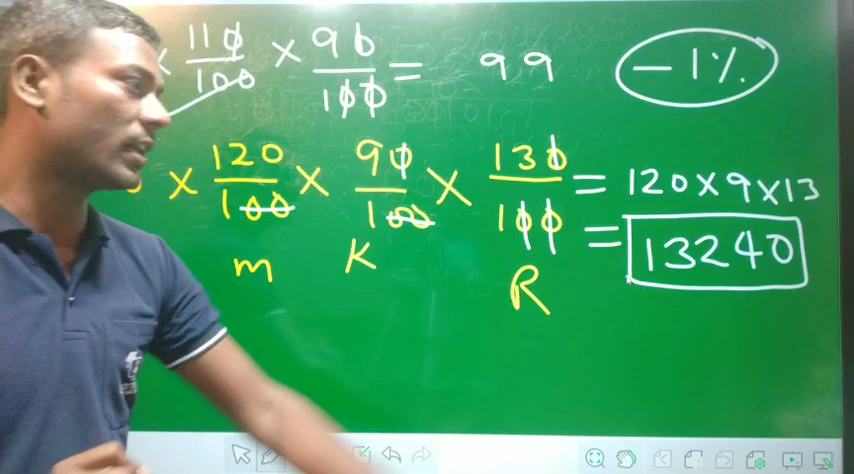 × 110/100 × 90/100 = 99 −1%
× 120/100 × 90/100 × 130/100 = 120×9×13
= 13240
m K R